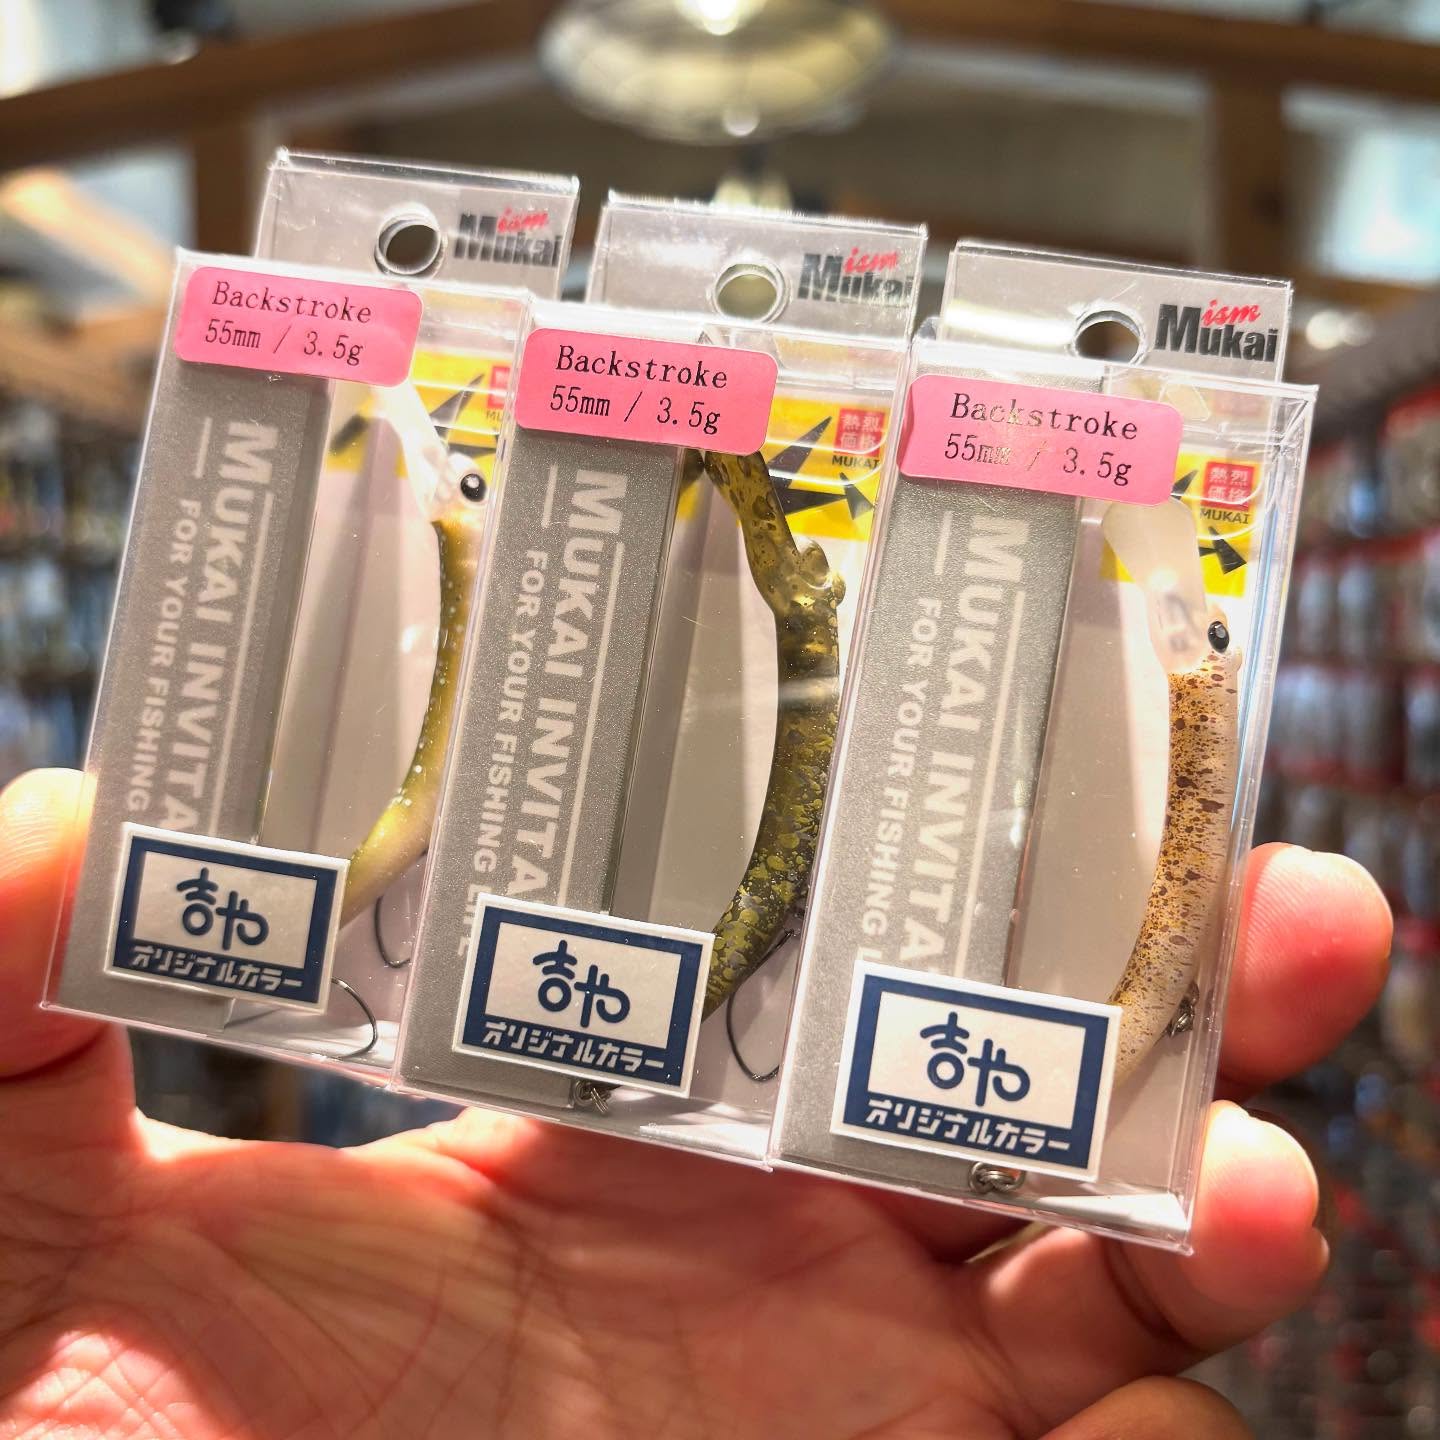 ism
Mukai
Backstroke
55mm / 3.5g
MUKAI INVITA
FOR YOUR FISHING
吉や
オリジナルカラー
ism
Mukai
Backstroke
55mm / 3.5g
熱烈
価格
MUKAI
MUKAI INVITA
FOR YOUR FISHING LIFE
吉や
オリジナルカラー
ism
Mukai
Backstroke
55mm / 3.5g
熱烈
価格
MUKAI
MUKAI INVITA
FOR YOUR FISHING L
吉や
オリジナルカラー